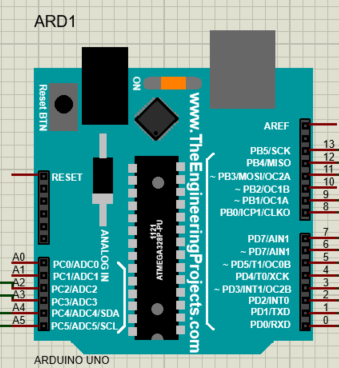 ARD1
Reset BTN
ON
www.TheEngineeringProjects.com
1121
ATMEGA328P-PU
RESET
ANALOG IN
A0
A1
A2
A3
A4
A5
PC0/ADC0
PC1/ADC1
PC2/ADC2
PC3/ADC3
PC4/ADC4/SDA
PC5/ADC5/SCL
AREF
PB5/SCK 13
PB4/MISO 12
~ PB3/MOSI/OC2A 11
~ PB2/OC1B 10
~ PB1/OC1A 9
PB0/ICP1/CLKO 8
PD7/AIN1 7
~ PD7/AIN1 6
~ PD5/T1/OC0B 5
PD4/T0/XCK 4
~ PD3/INT1/OC2B 3
PD2/INT0 2
PD1/TXD 1
PD0/RXD 0
ARDUINO UNO